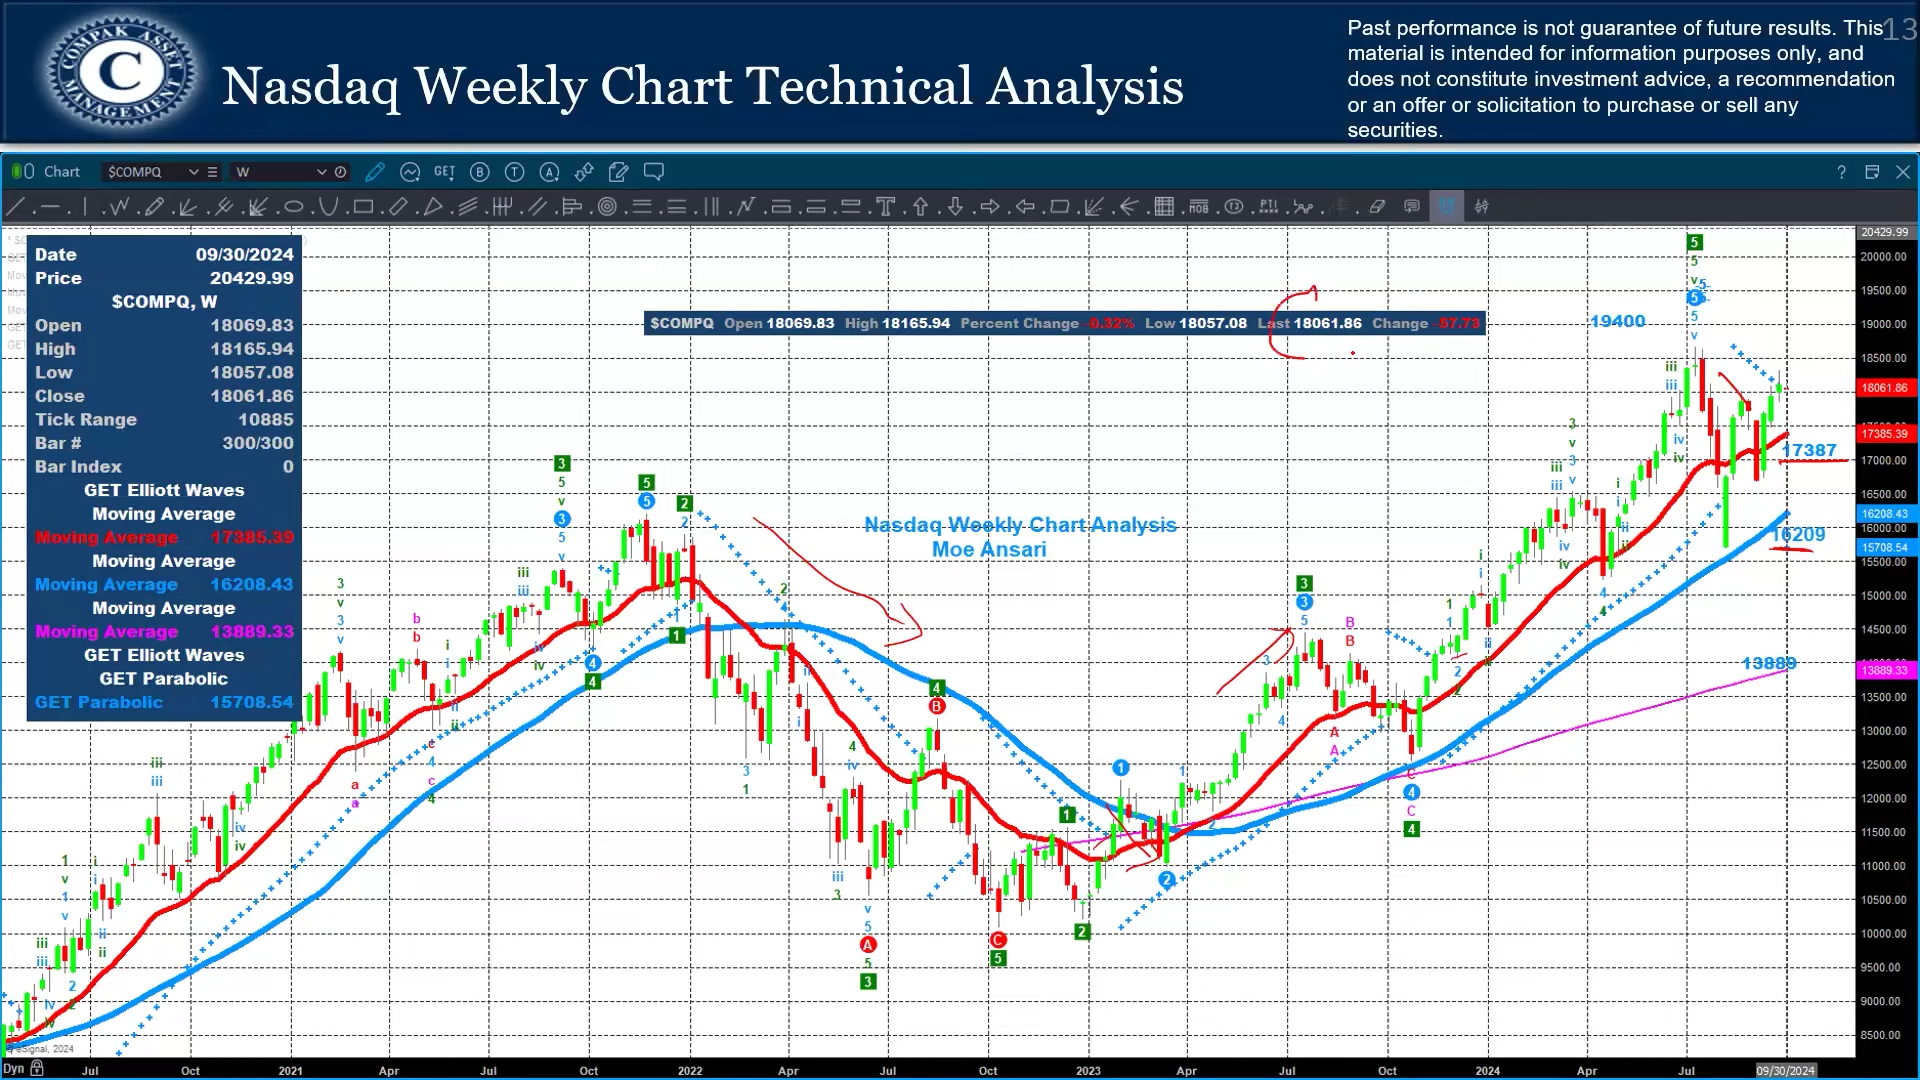 COMPAK ASSET MANAGEMENT
C
Nasdaq Weekly Chart Technical Analysis
Past performance is not guarantee of future results. This
material is intended for information purposes only, and
does not constitute investment advice, a recommendation
or an offer or solicitation to purchase or sell any
securities.
13
Chart $COMPQ W GET B T A ?
T MOB T3 PTI
Date 09/30/2024
Price 20429.99
$COMPQ, W
Open 18069.83
High 18165.94
Low 18057.08
Close 18061.86
Tick Range 10885
Bar # 300/300
Bar Index 0
GET Elliott Waves
Moving Average
Moving Average 17385.39
Moving Average
Moving Average 16208.43
Moving Average
Moving Average 13889.33
GET Elliott Waves
GET Parabolic
GET Parabolic 15708.54
$COMPQ Open 18069.83 High 18165.94 Percent Change -0.32% Low 18057.08 Last 18061.86 Change -57.73
19400
17387
16209
13889
Nasdaq Weekly Chart Analysis
Moe Ansari
20429.99
20000.00
19500.00
19000.00
18500.00
18061.86
17385.39
17000.00
16500.00
16208.43
16000.00
15708.54
15500.00
15000.00
14500.00
13889.33
13500.00
13000.00
12500.00
12000.00
11500.00
11000.00
10500.00
10000.00
9500.00
9000.00
8500.00
eSignal, 2024
Dyn Jul Oct 2021 Apr Jul Oct 2022 Apr Jul Oct 2023 Apr Jul Oct 2024 Apr Jul 09/30/2024